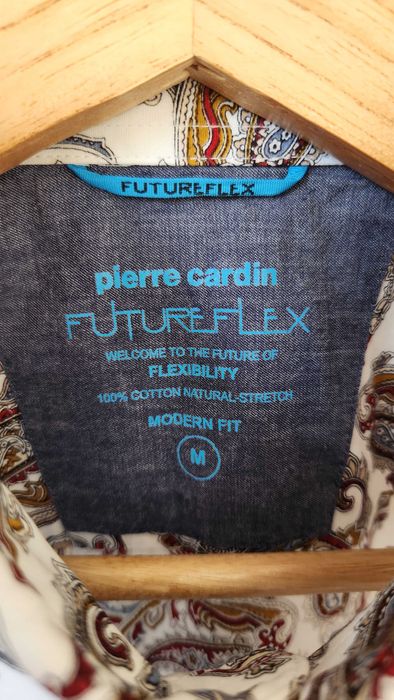 FUTUREFLEX
pierre cardin
FUTUREFLEX
WELCOME TO THE FUTURE OF
FLEXIBILITY
100% COTTON NATURAL-STRETCH
MODERN FIT
M